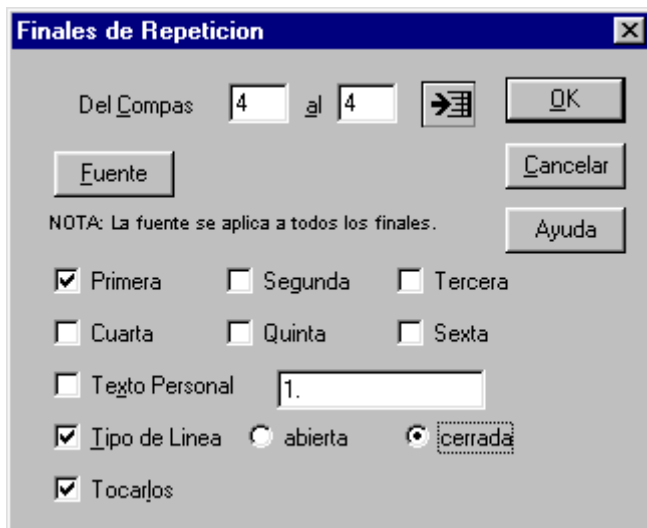 Finales de Repeticion
Del Compas 4 al 4 OK
Fuente Cancelar
NOTA: La fuente se aplica a todos los finales. Ayuda
Primera Segunda Tercera
Cuarta Quinta Sexta
Texto Personal 1.
Tipo de Linea abierta cerrada
Tocarlos